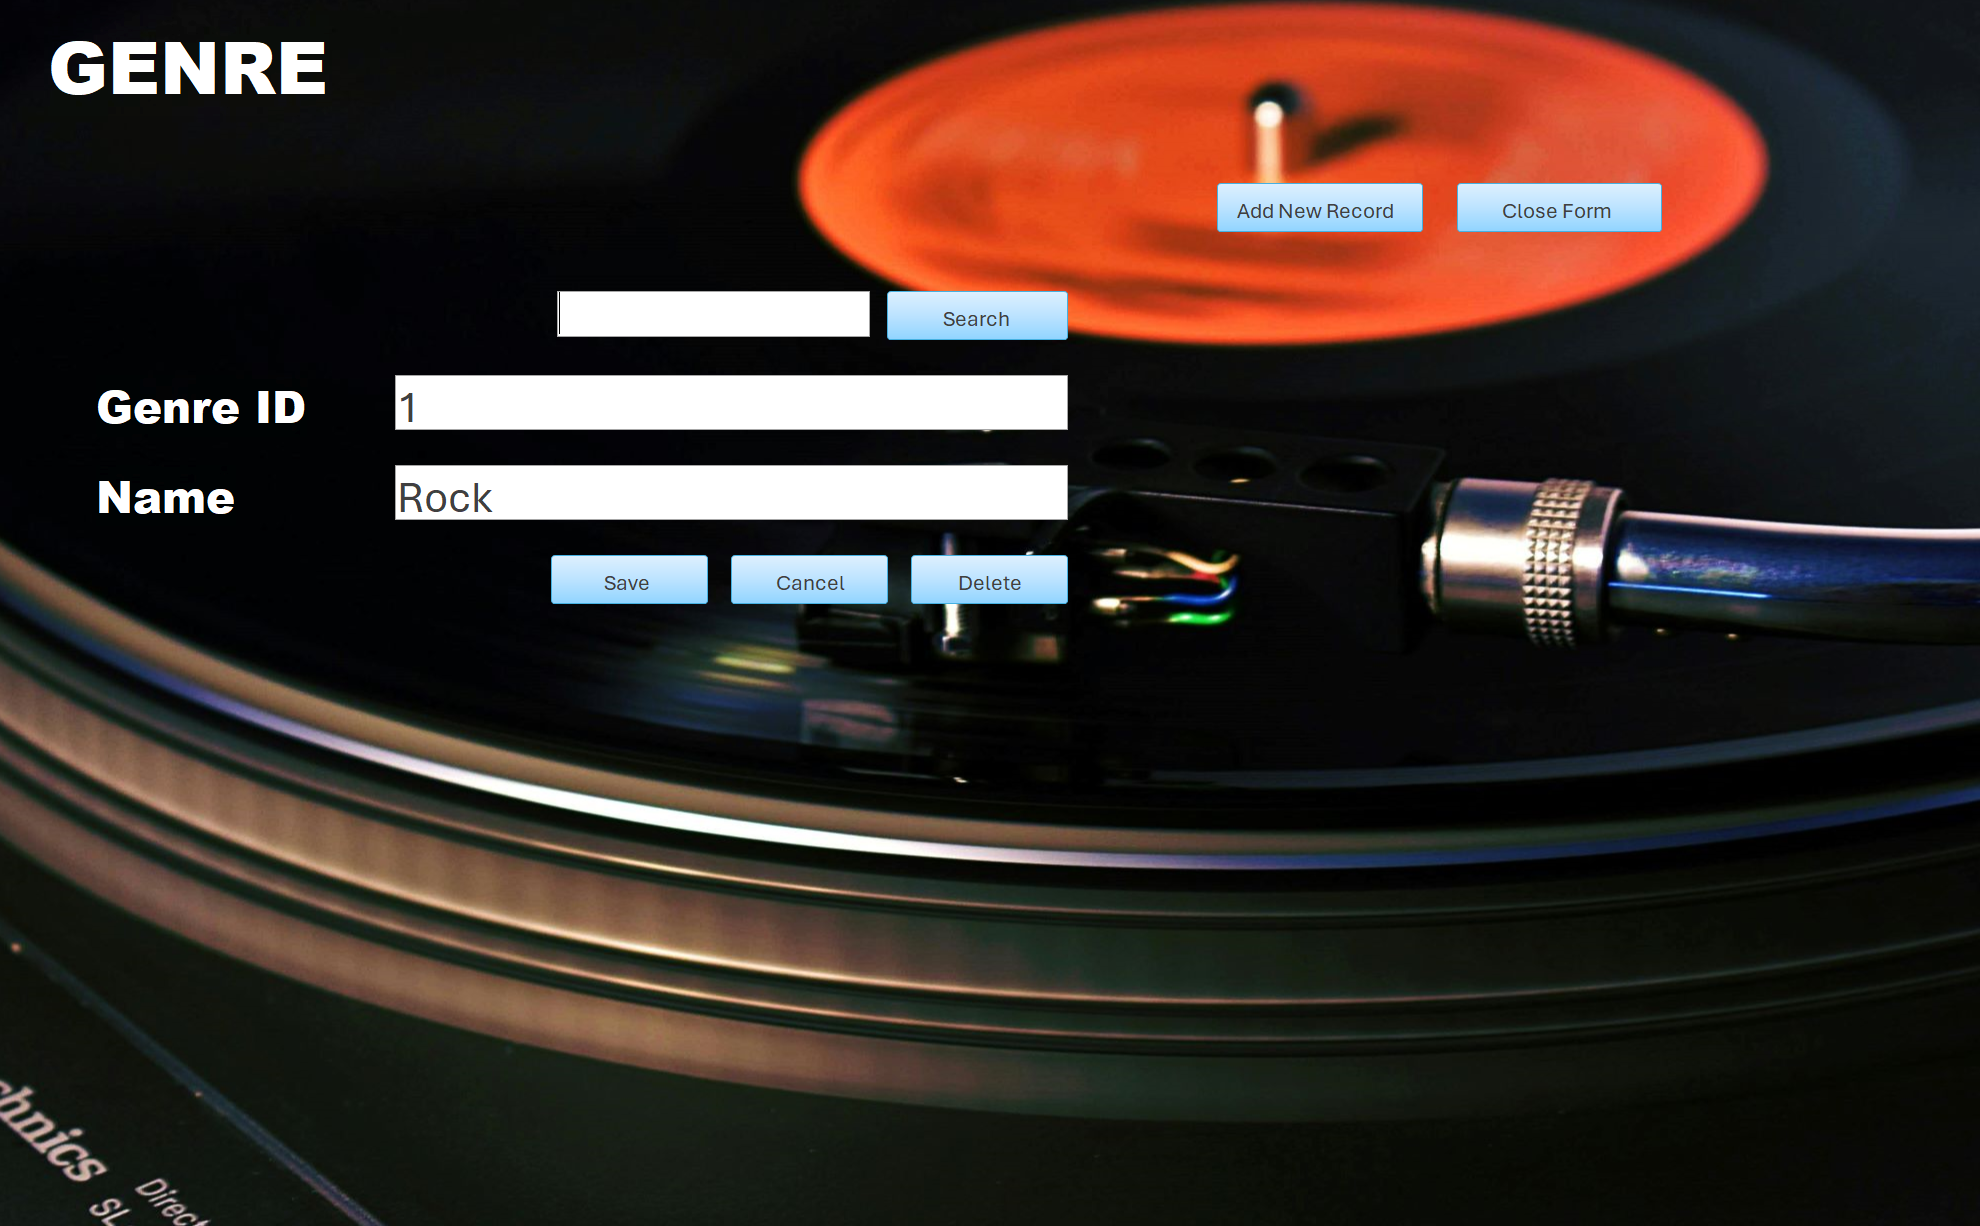 GENRE
Add New Record
Close Form
Search
Genre ID
1
Name
Rock
Save
Cancel
Delete
chnics
Direct
SL